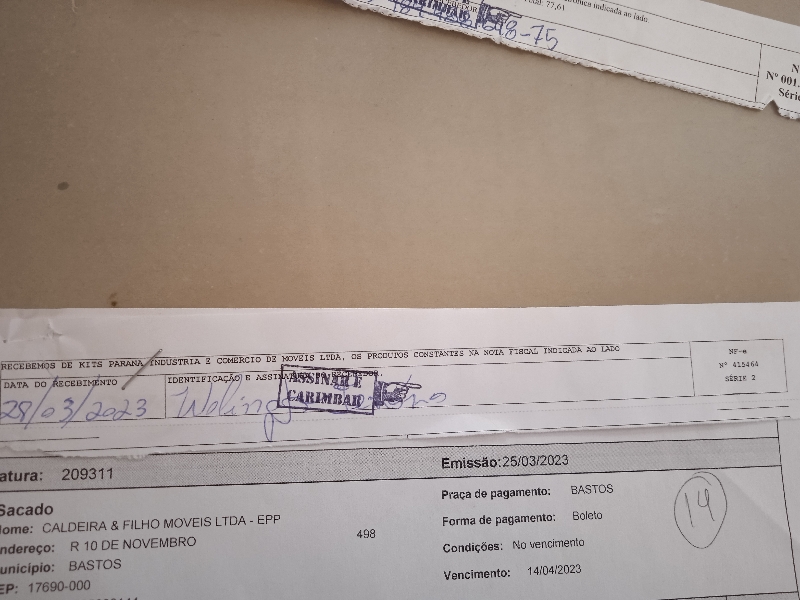 indicada ao lado
77,61
8-75
Nº 001.
Série
RECEBEMOS DE KITS PARANA INDUSTRIA E COMERCIO DE MOVEIS LTDA, OS PRODUTOS CONSTANTES NA NOTA FISCAL INDICADA AO LADO
NF-e
Nº 415464
SÉRIE 2
DATA DO RECEBIMENTO
IDENTIFICAÇÃO E
28/03/2023
ASSINAR E
CARIMBAR
atura: 209311
Emissão:25/03/2023
Sacado
Nome: CALDEIRA & FILHO MOVEIS LTDA - EPP
ndereço: R 10 DE NOVEMBRO 498
unicípio: BASTOS
EP: 17690-000
Praça de pagamento: BASTOS
Forma de pagamento: Boleto
Condições: No vencimento
Vencimento: 14/04/2023
14